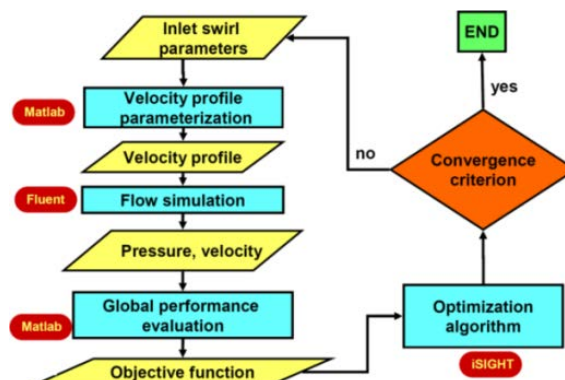 Inlet swirl
parameters
Matlab
Velocity profile
parameterization
Velocity profile
Fluent
Flow simulation
Pressure, velocity
Matlab
Global performance
evaluation
Objective function
Optimization
algorithm
iSIGHT
Convergence
criterion
no
yes
END